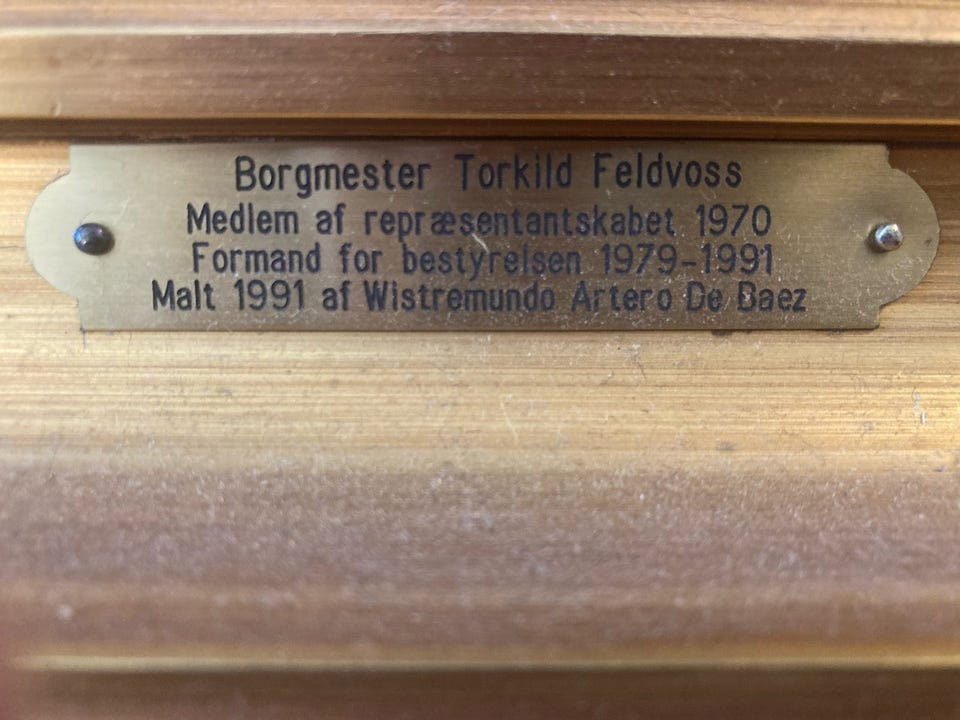 Borgmester Torkild Feldvoss
Medlem af repræsentantskabet 1970
Formand for bestyrelsen 1979-1991
Malt 1991 af Wistremundo Artero De Baez